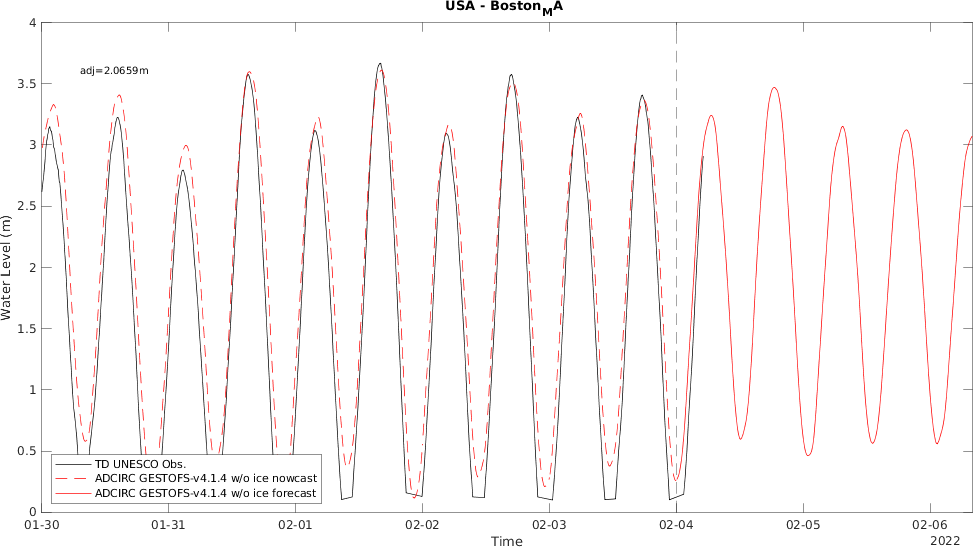 USA - Boston_MA
4
adj=2.0659m
3.5
3
2.5
Water Level (m)
2
1.5
1
0.5
TD UNESCO Obs.
ADCIRC GESTOFS-v4.1.4 w/o ice nowcast
ADCIRC GESTOFS-v4.1.4 w/o ice forecast
0
01-30 01-31 02-01 02-02 02-03 02-04 02-05 02-06
Time 2022